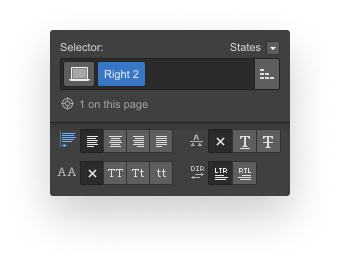 Selector: States
Right 2
1 on this page
T T
AA TT Tt tt DIR LTR RTL